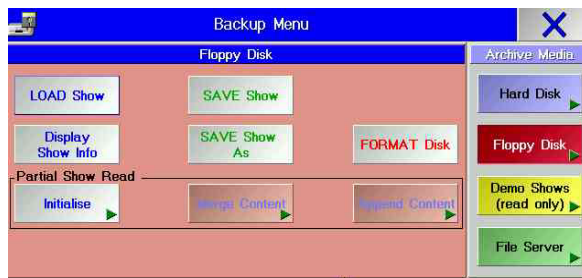 Backup Menu
Floppy Disk
Archive Media
LOAD Show
SAVE Show
Hard Disk
Display
Show Info
SAVE Show
As
FORMAT Disk
Floppy Disk
Partial Show Read
Initialise
Merge Content
Append Content
Demo Shows
(read only)
File Server